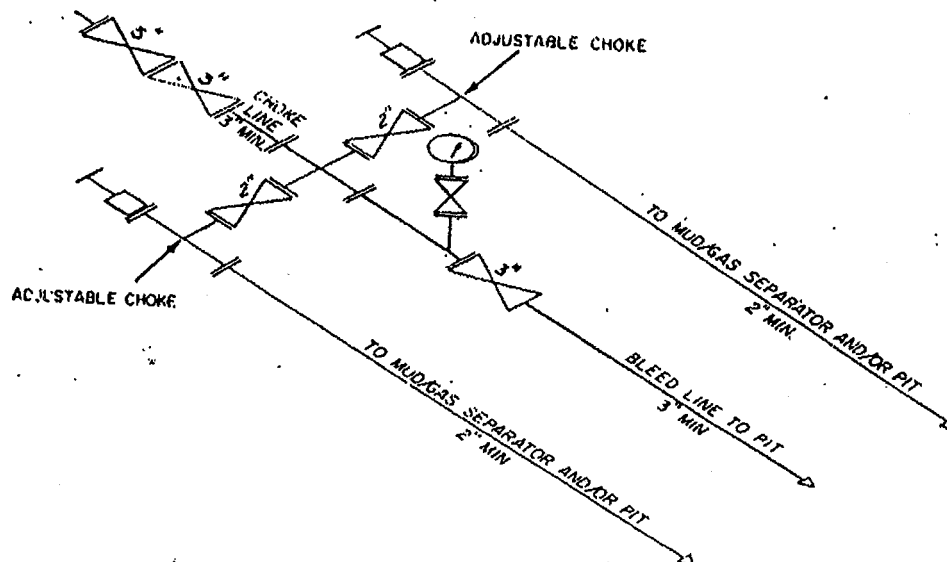 3"
3"
CHOKE
LINE
3" MIN.
ADJUSTABLE CHOKE
2"
2"
ADJUSTABLE CHOKE
3"
TO MUD/GAS SEPARATOR AND/OR PIT
2" MIN.
BLEED LINE TO PIT
3" MIN
TO MUD/GAS SEPARATOR AND/OR PIT
2" MIN